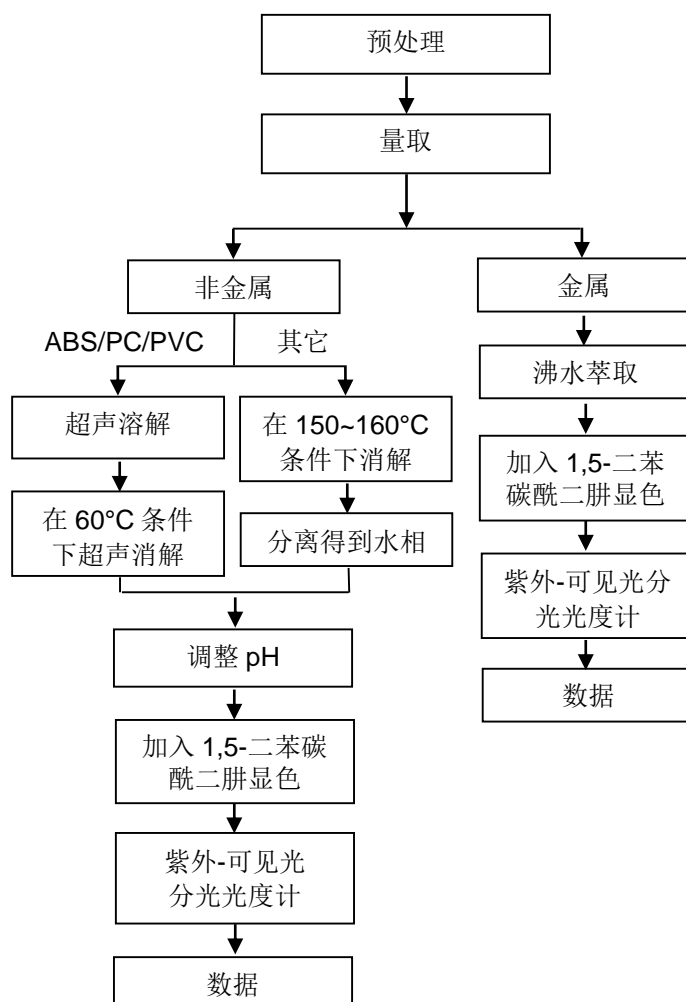 预处理
量取
非金属
金属
ABS/PC/PVC
其它
沸水萃取
超声溶解
在 150~160°C
条件下消解
加入 1,5-二苯
碳酰二肼显色
在 60°C 条件
下超声消解
分离得到水相
紫外-可见光分
光光度计
调整 pH
数据
加入 1,5-二苯碳
酰二肼显色
紫外-可见光
分光光度计
数据